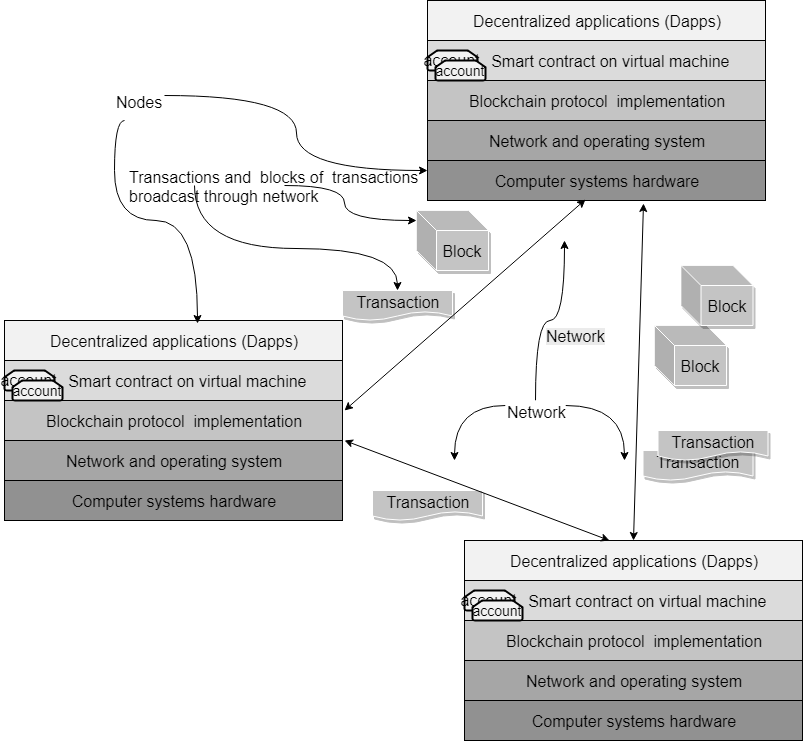 Decentralized applications (Dapps)
account
account
Smart contract on virtual machine
Blockchain protocol  implementation
Network and operating system
Computer systems hardware
Nodes
Transactions and  blocks of  transactions
broadcast through network
Block
Transaction
Network
Block
Block
Network
Transaction
Transaction
Transaction
Decentralized applications (Dapps)
account
account
Smart contract on virtual machine
Blockchain protocol  implementation
Network and operating system
Computer systems hardware
Decentralized applications (Dapps)
account
account
Smart contract on virtual machine
Blockchain protocol  implementation
Network and operating system
Computer systems hardware